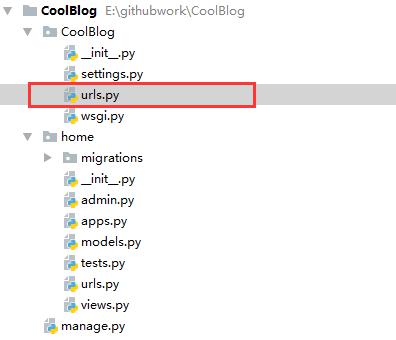 CoolBlog E:\githubwork\CoolBlog
CoolBlog
__init__.py
settings.py
urls.py
wsgi.py
home
migrations
__init__.py
admin.py
apps.py
models.py
tests.py
urls.py
views.py
manage.py